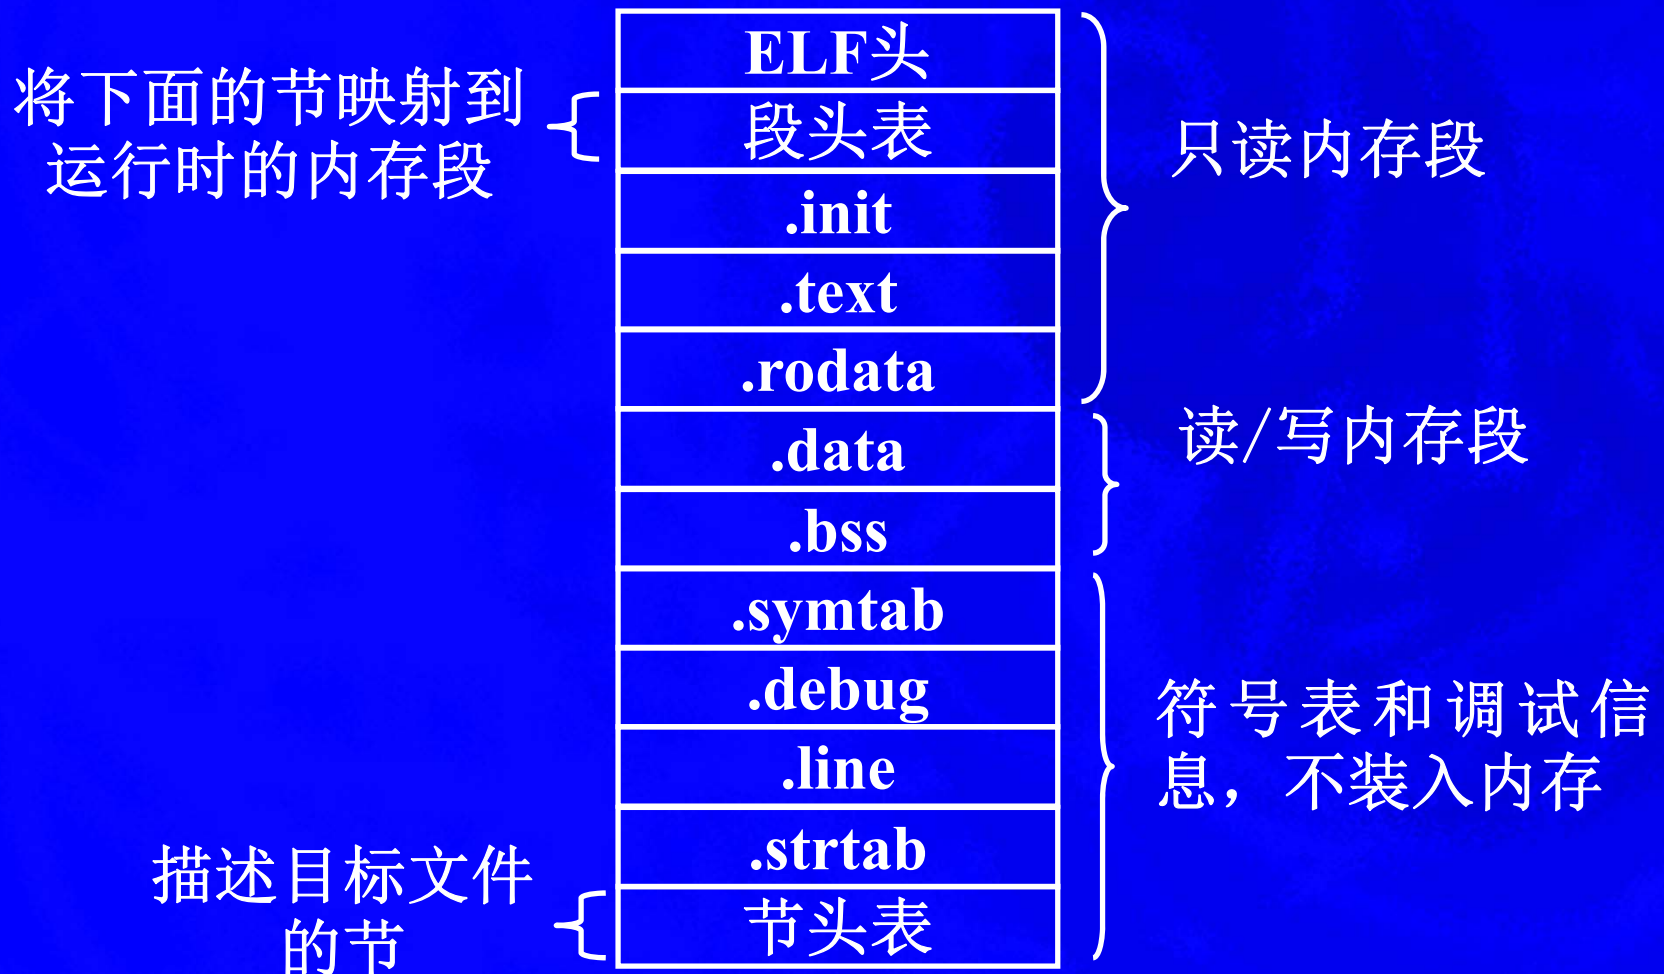 ELF头
将下面的节映射到
运行时的内存段
段头表
只读内存段
.init
.text
.rodata
.data
读/写内存段
.bss
.symtab
.debug
符号表和调试信
息，不装入内存
.line
.strtab
描述目标文件
的节
节头表